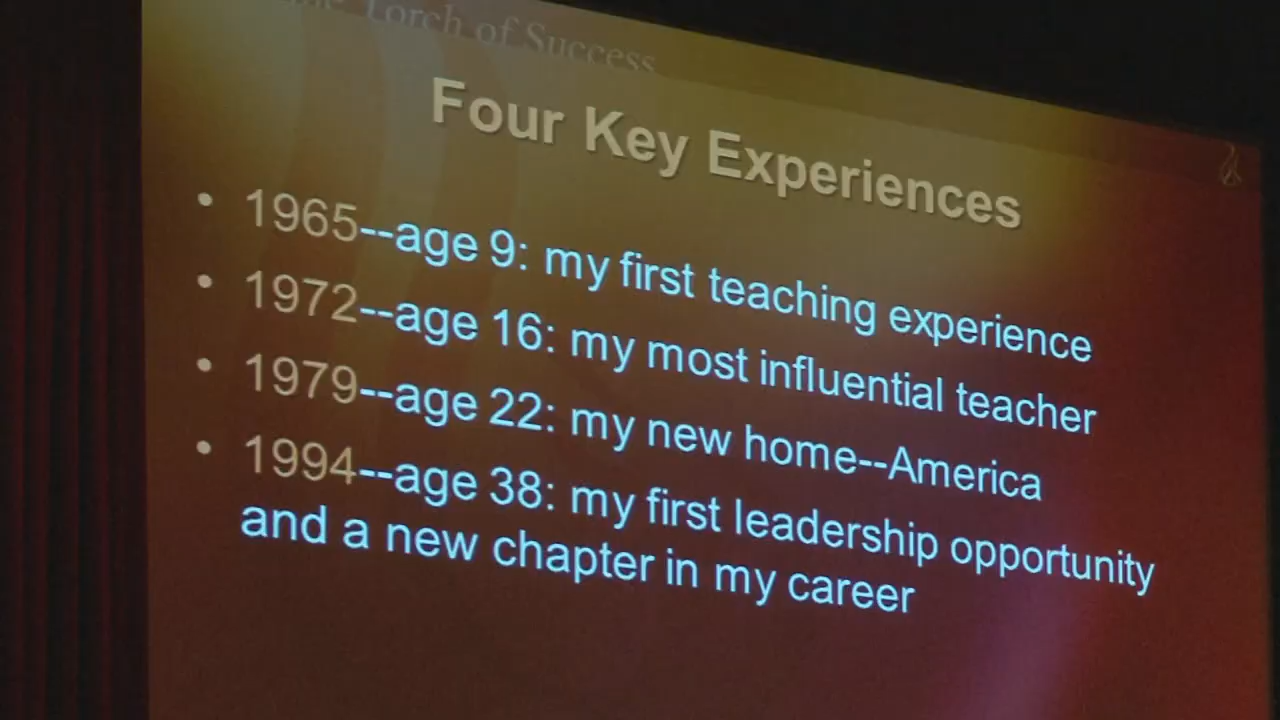 Torch of Success
Four Key Experiences
• 1965--age 9: my first teaching experience
• 1972--age 16: my most influential teacher
• 1979--age 22: my new home--America
• 1994--age 38: my first leadership opportunity
and a new chapter in my career